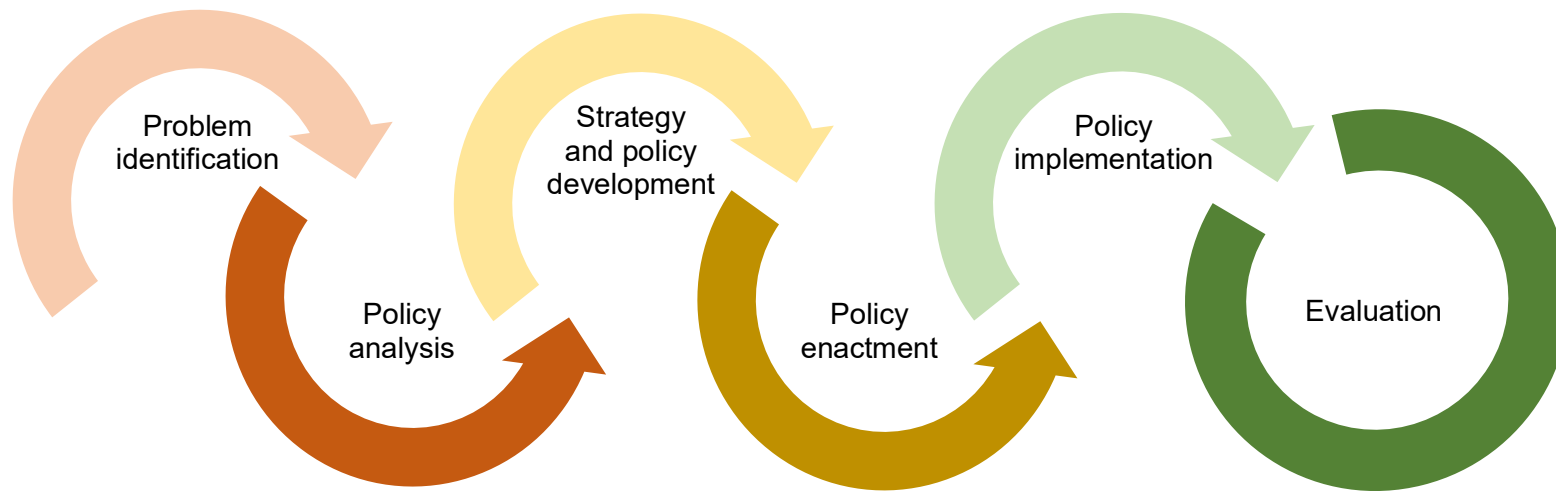 Problem
identification
Policy
analysis
Strategy
and policy
development
Policy
enactment
Policy
implementation
Evaluation